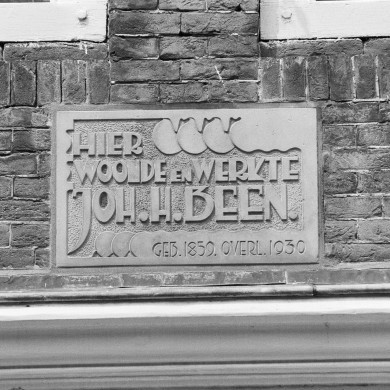 HIER
WOONDE EN WERKTE
JOH. H. BEEN.
GEB. 1859. OVERL. 1930